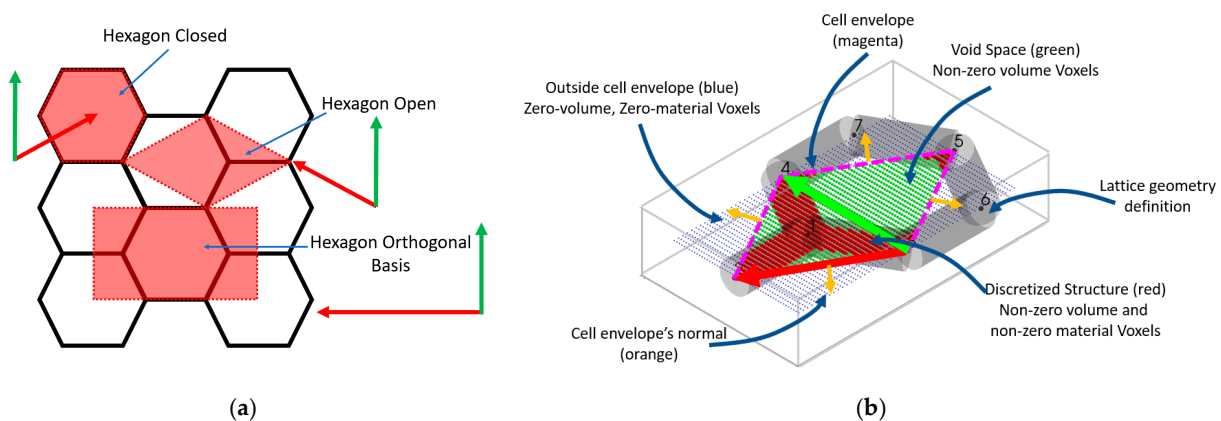 Hexagon Closed
Hexagon Open
Hexagon Orthogonal
Basis
(a)
Cell envelope
(magenta)
Void Space (green)
Non-zero volume Voxels
Outside cell envelope (blue)
Zero-volume, Zero-material Voxels
7
5
4
6
1
Lattice geometry
definition
Discretized Structure (red)
Non-zero volume and
non-zero material Voxels
Cell envelope's normal
(orange)
(b)